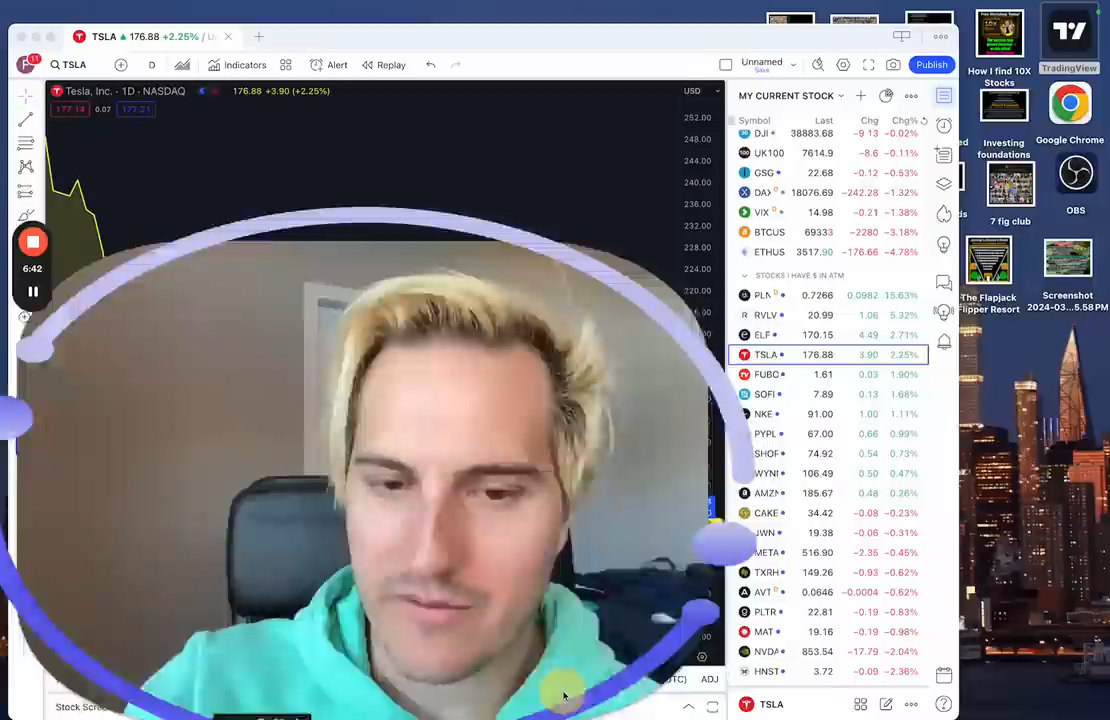 TSLA ▲ 176.88 +2.25% / U
11
TSLA
D
Indicators
Alert
Replay
Unnamed
Save
Publish
Tesla, Inc. · 1D · NASDAQ
176.88 +3.90 (+2.25%)
USD
177.14 0.07 177.21
252.00
248.00
244.00
240.00
236.00
232.00
228.00
224.00
220.00
6:42
MY CURRENT STOCK
Symbol Last Chg Chg%
DJI 38883.68 −9.13 −0.02%
UK100 7614.9 −8.6 −0.11%
GSG 22.68 −0.12 −0.53%
DAX D 18076.69 −242.28 −1.32%
VIX D 14.98 −0.21 −1.38%
BTCUS 69333 −2280 −3.18%
ETHUS 3517.90 −176.66 −4.78%
STOCKS I HAVE $ IN ATM
PLN D 0.7266 0.0982 15.63%
RVLV 20.99 1.06 5.32%
ELF 170.15 4.49 2.71%
TSLA 176.88 3.90 2.25%
FUBO 1.61 0.03 1.90%
SOFI 7.89 0.13 1.68%
NKE 91.00 1.00 1.11%
PYPL 67.00 0.66 0.99%
SHOP 74.92 0.54 0.73%
WYNN 106.49 0.50 0.47%
AMZN 185.67 0.48 0.26%
CAKE 34.42 −0.08 −0.23%
JWN 19.38 −0.06 −0.31%
META 516.90 −2.35 −0.45%
TXRH 149.26 −0.93 −0.62%
AVT D 0.0646 −0.0004 −0.62%
PLTR 22.81 −0.19 −0.83%
MAT 19.16 −0.19 −0.98%
NVDA 853.54 −17.79 −2.04%
HNST 3.72 −0.09 −2.36%
TSLA
UTC) ADJ
Stock Scre
How I find 10X
Stocks
TradingView
Google Chrome
Investing
foundations
OBS
7 fig club
The Flapjack
Flipper Resort
Screenshot
2024-03...5.58 PM